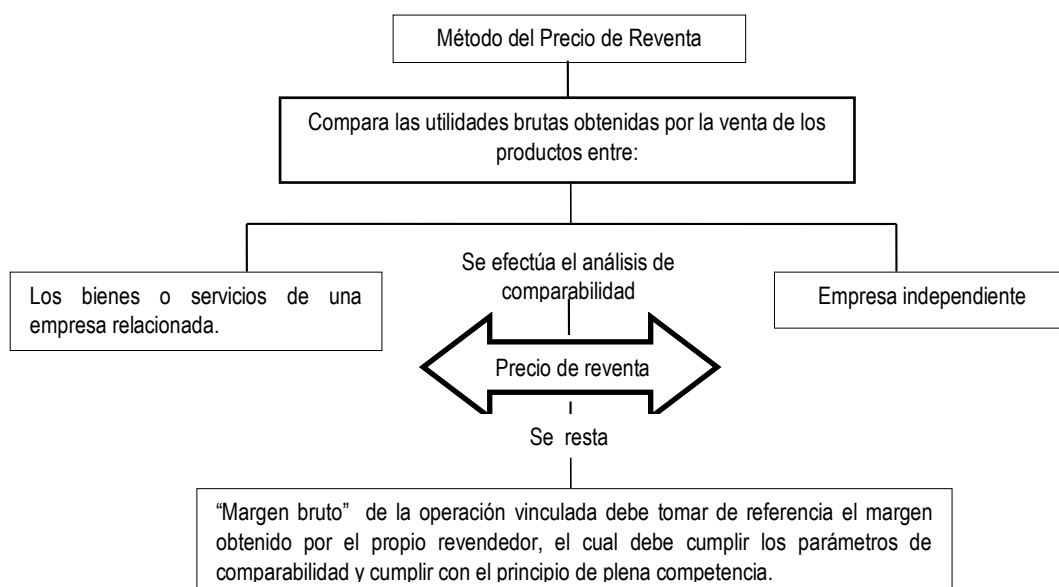 Método del Precio de Reventa
Compara las utilidades brutas obtenidas por la venta de los
productos entre:
Los bienes o servicios de una
empresa relacionada.
Se efectúa el análisis de
comparabilidad
Empresa independiente
Precio de reventa
Se resta
“Margen bruto” de la operación vinculada debe tomar de referencia el margen
obtenido por el propio revendedor, el cual debe cumplir los parámetros de
comparabilidad y cumplir con el principio de plena competencia.